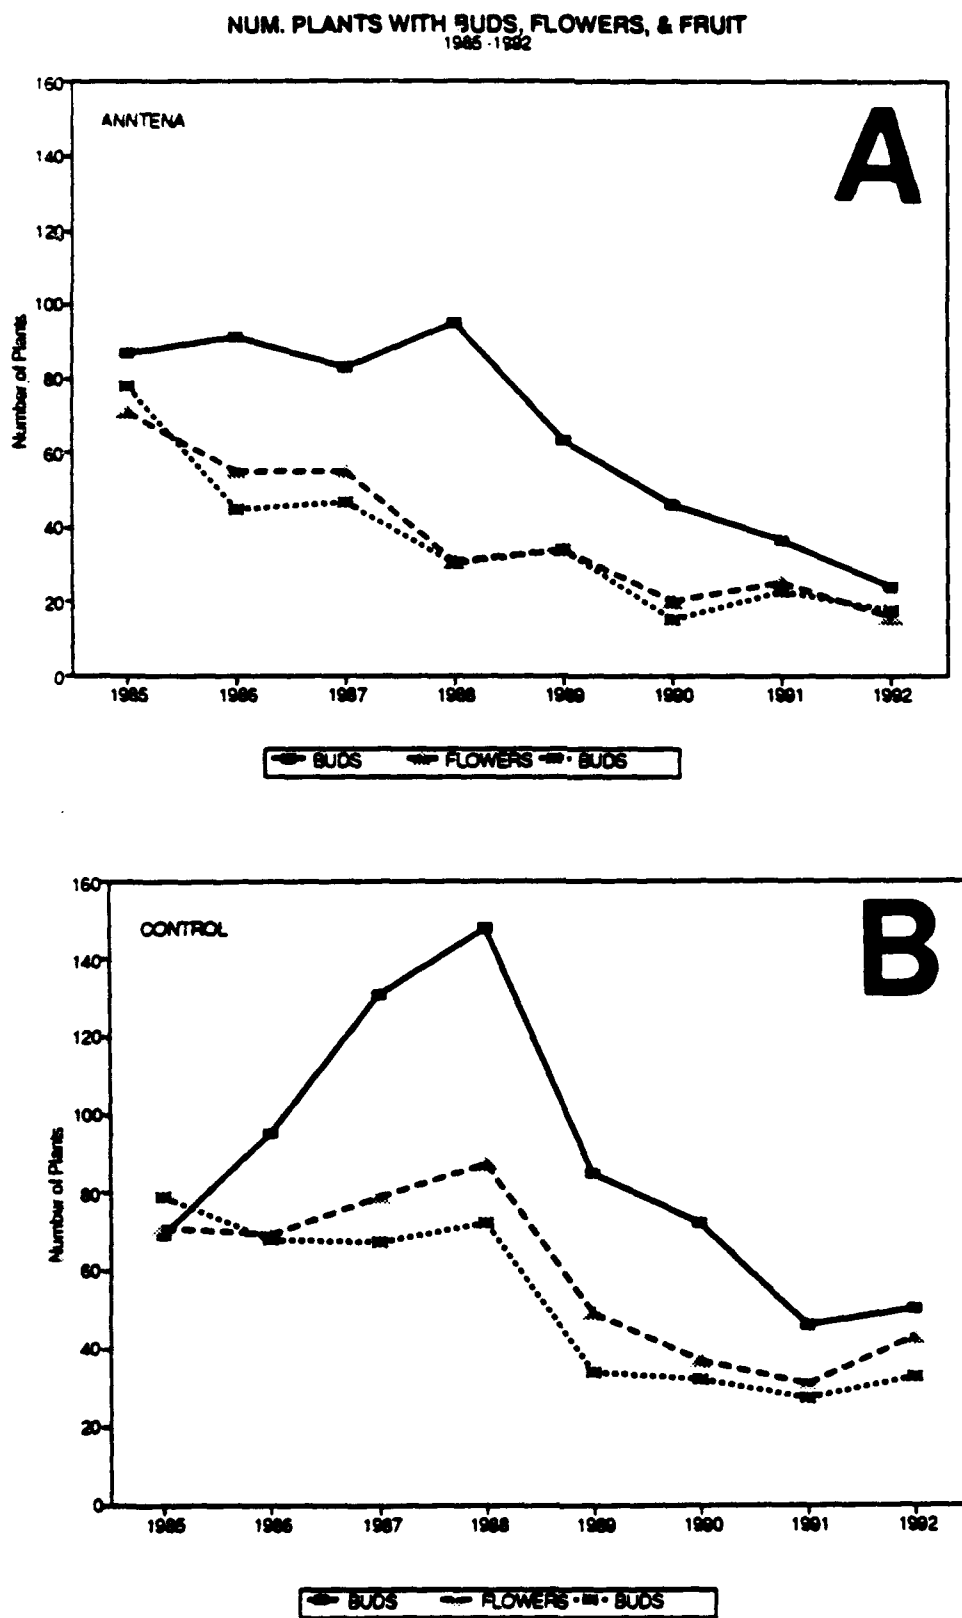 NUM. PLANTS WITH BUDS, FLOWERS, & FRUIT
1985-1992
160
ANNTENA
A
140
120
100
80
60
40
20
0
Number of Plants
1985 1986 1987 1988 1989 1990 1991 1992
BUDS FLOWERS BUDS
160
CONTROL
B
140
120
100
80
60
40
20
0
Number of Plants
1985 1986 1987 1988 1989 1990 1991 1992
BUDS FLOWERS BUDS